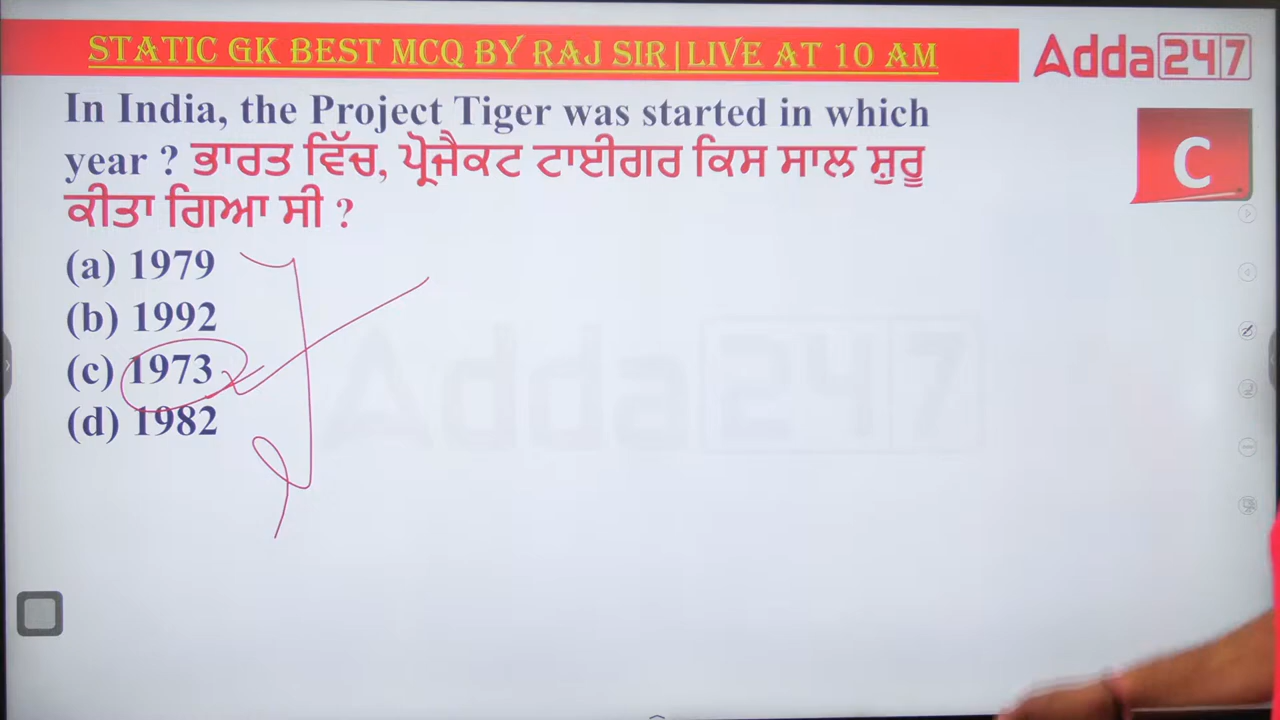 STATIC GK BEST MCQ BY RAJ SIR|LIVE AT 10 AM
Adda247
In India, the Project Tiger was started in which
year ? ਭਾਰਤ ਵਿੱਚ, ਪ੍ਰੋਜੈਕਟ ਟਾਈਗਰ ਕਿਸ ਸਾਲ ਸ਼ੁਰੂ
ਕੀਤਾ ਗਿਆ ਸੀ ?
C
(a) 1979
(b) 1992
(c) 1973
(d) 1982
Adda247